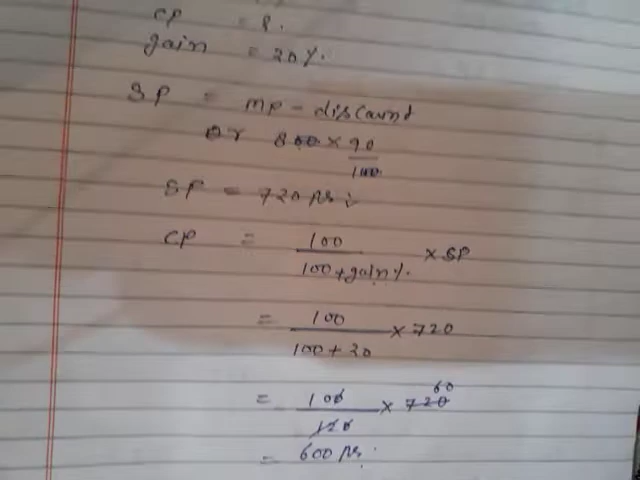 CP = ?.
gain = 20%.
SP = MP - discount
or 800 × 90/100
SP = 720 Rs.
CP = 100/100+gain% × SP
= 100/100+20 × 720
= 100/120 × 720 60
= 600 Rs.